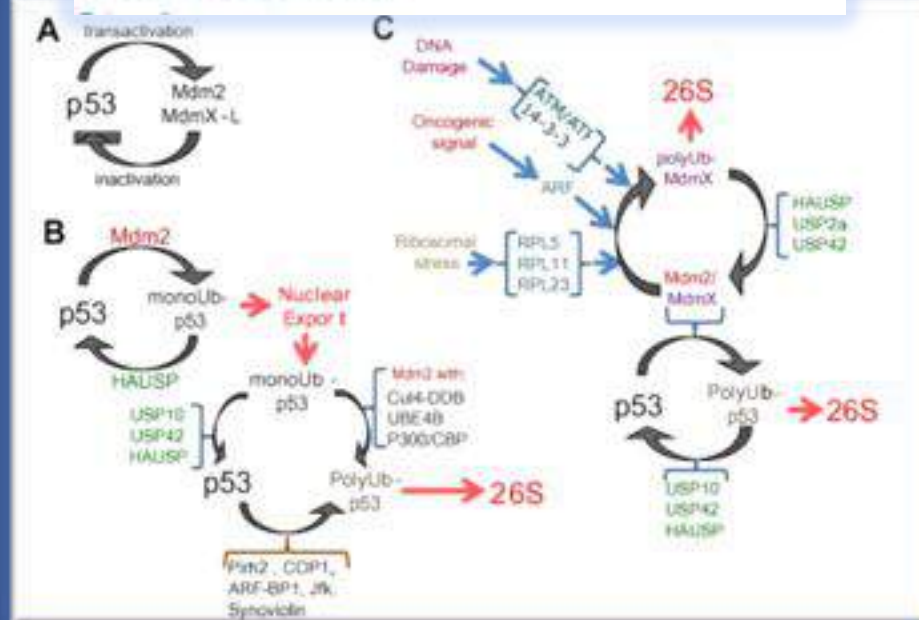 A
transactivation
p53
Mdm2
MdmX - L
inactivation
B
Mdm2
p53
monoUb-
p53
HAUSP
Nuclear
Export
monoUb -
p53
USP10
USP42
HAUSP
Mdm2 with:
Cul4-DDB
UBE4B
P300/CBP
p53
PolyUb-
p53
26S
Pirh2 , COP1,
ARF-BP1, Jfk,
Synoviolin
C
DNA
Damage
ATM/ATF
14-3-3
Oncogenic
signal
ARF
Ribosomal
stress
RPL5
RPL11
RPL23
26S
polyUb-
MdmX
HAUSP
USP2a
USP42
Mdm2/
MdmX
p53
PolyUb-
p53
26S
USP10
USP42
HAUSP